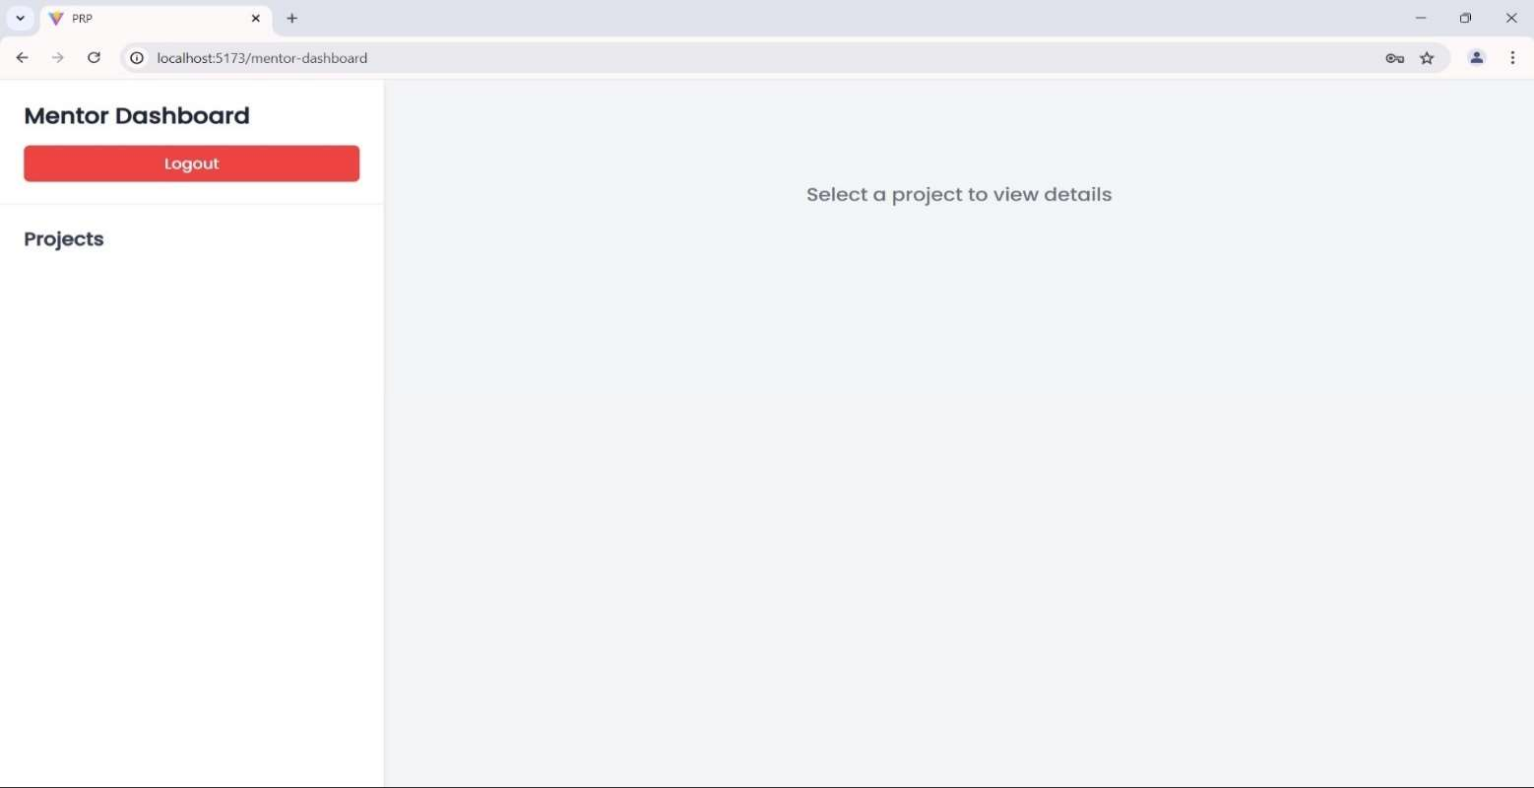 PRP
localhost:5173/mentor-dashboard
Mentor Dashboard
Logout
Select a project to view details
Projects